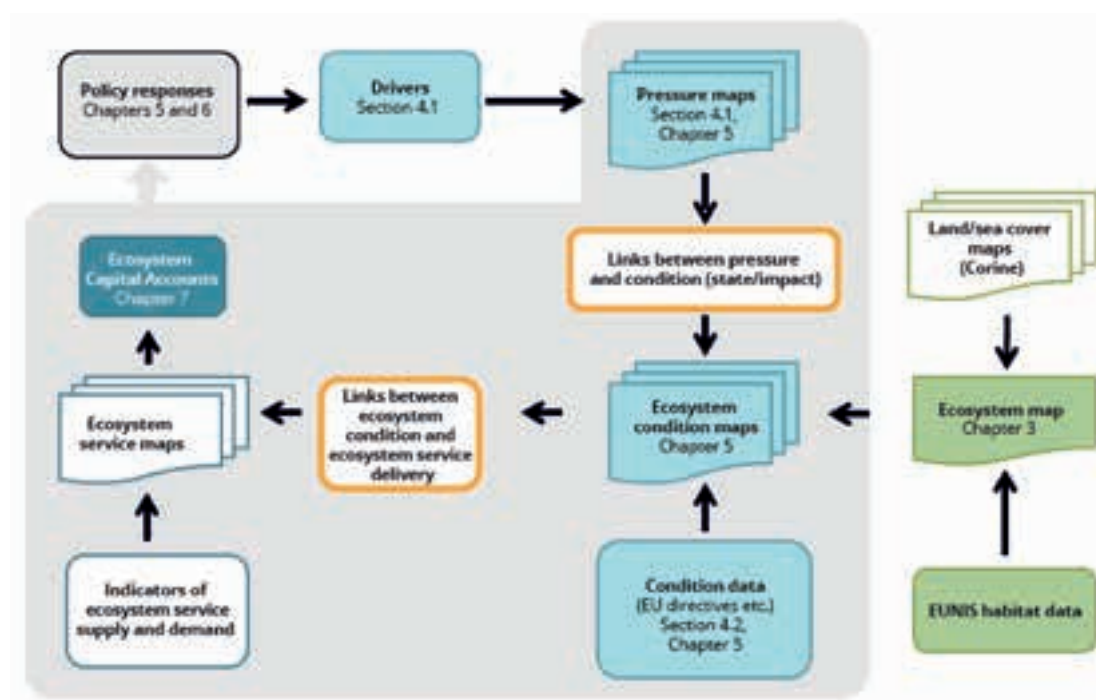 Policy responses
Chapters 5 and 6
Drivers
Section 4.1
Pressure maps
Section 4.1,
Chapter 5
Ecosystem
Capital Accounts
Chapter 7
Links between pressure
and condition (state/impact)
Land/sea cover
maps
(Corine)
Ecosystem
service maps
Links between
ecosystem
condition and
ecosystem service
delivery
Ecosystem
condition maps
Chapter 5
Ecosystem map
Chapter 3
Indicators of
ecosystem service
supply and demand
Condition data
(EU directives etc.)
Section 4.2,
Chapter 5
EUNIS habitat data